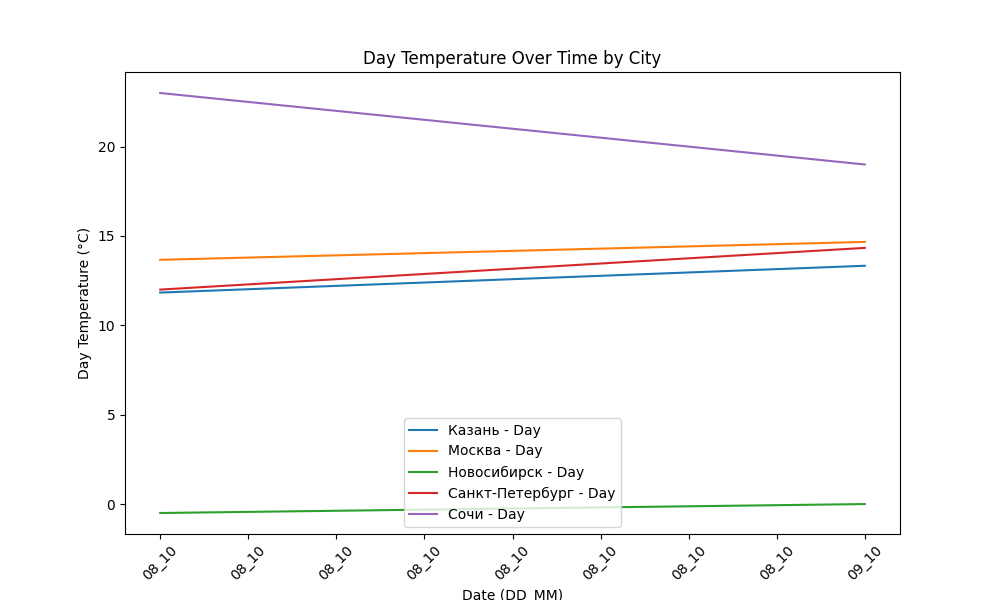 Day Temperature Over Time by City
Day Temperature (°C)
20
15
10
5
0
Казань - Day
Москва - Day
Новосибирск - Day
Санкт-Петербург - Day
Сочи - Day
08_10 08_10 08_10 08_10 08_10 08_10 08_10 08_10 09_10
Date (DD_MM)